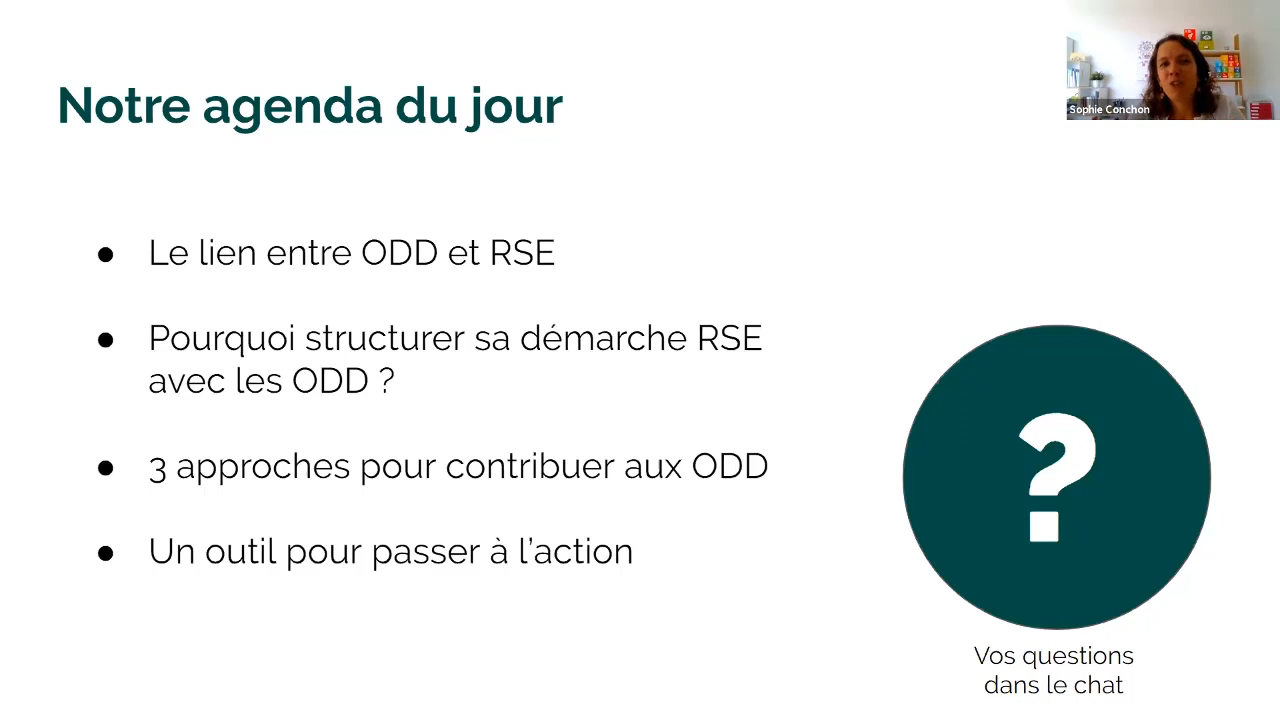 Notre agenda du jour
Sophie Conchon
● Le lien entre ODD et RSE
● Pourquoi structurer sa démarche RSE
avec les ODD ?
● 3 approches pour contribuer aux ODD
● Un outil pour passer à l’action
?
Vos questions
dans le chat